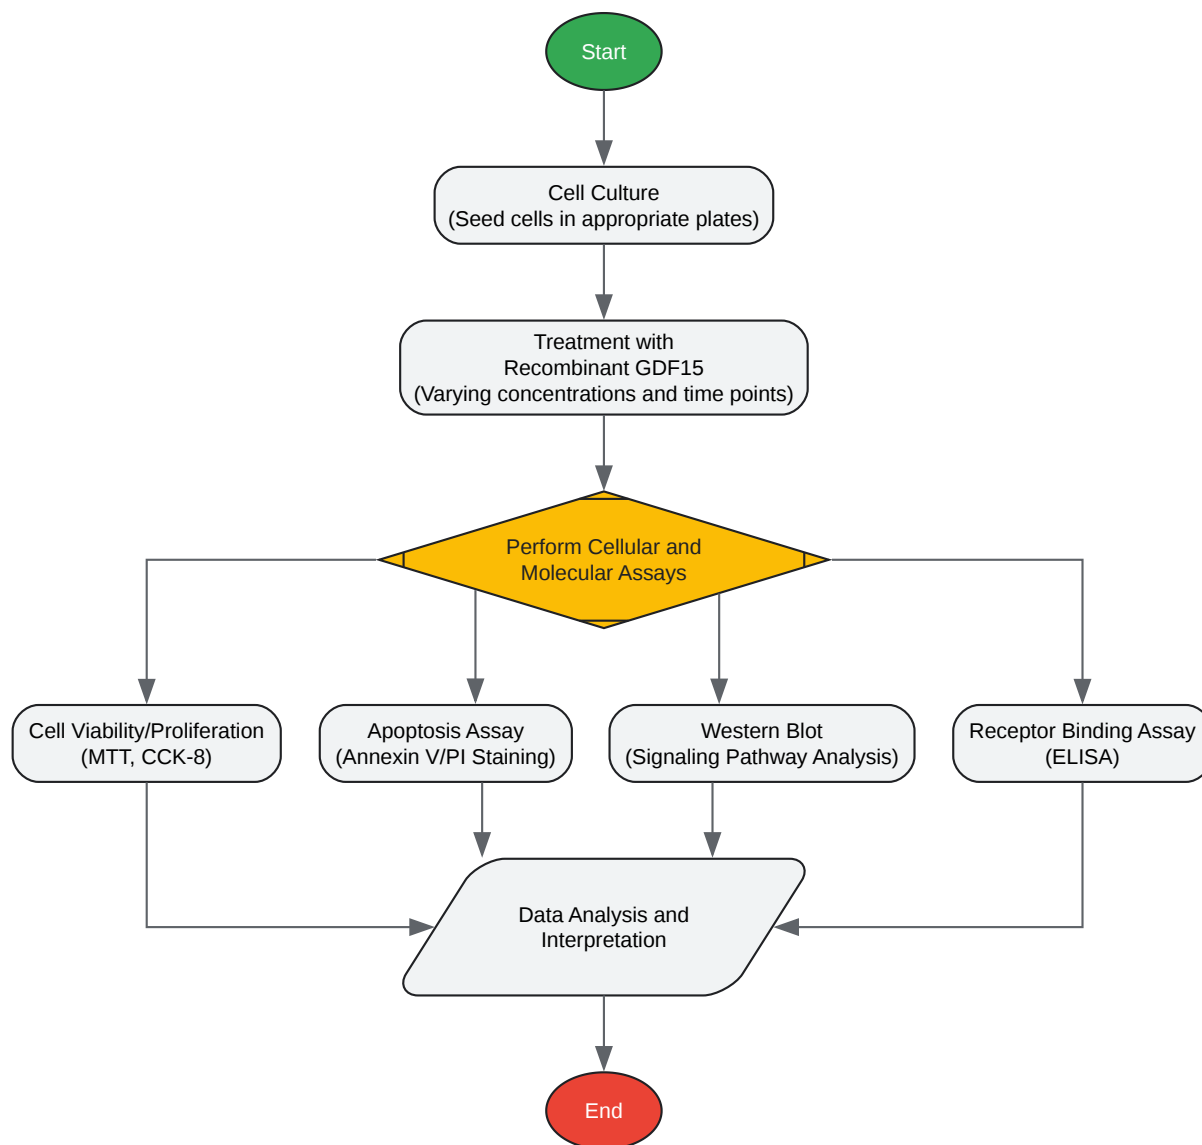 Start
Cell Culture
(Seed cells in appropriate plates)
Treatment with
Recombinant GDF15
(Varying concentrations and time points)
Perform Cellular and
Molecular Assays
Cell Viability/Proliferation
(MTT, CCK-8)
Apoptosis Assay
(Annexin V/PI Staining)
Western Blot
(Signaling Pathway Analysis)
Receptor Binding Assay
(ELISA)
Data Analysis and
Interpretation
End